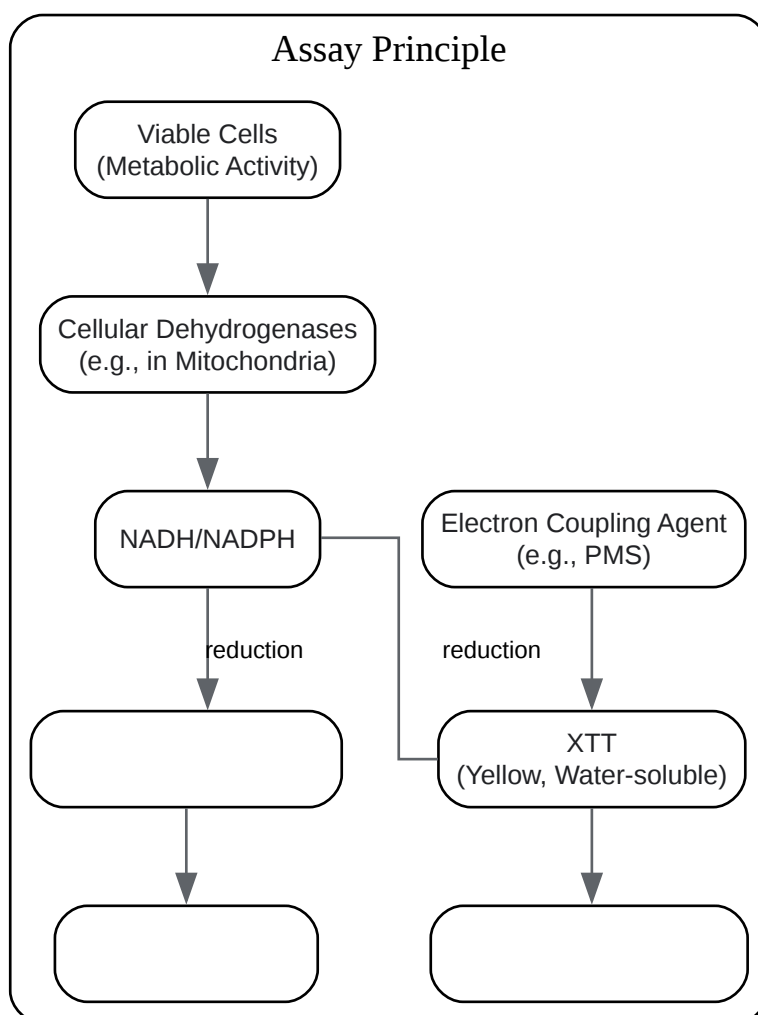 Assay Principle
Viable Cells
(Metabolic Activity)
Cellular Dehydrogenases
(e.g., in Mitochondria)
NADH/NADPH
Electron Coupling Agent
(e.g., PMS)
reduction
reduction
XTT
(Yellow, Water-soluble)